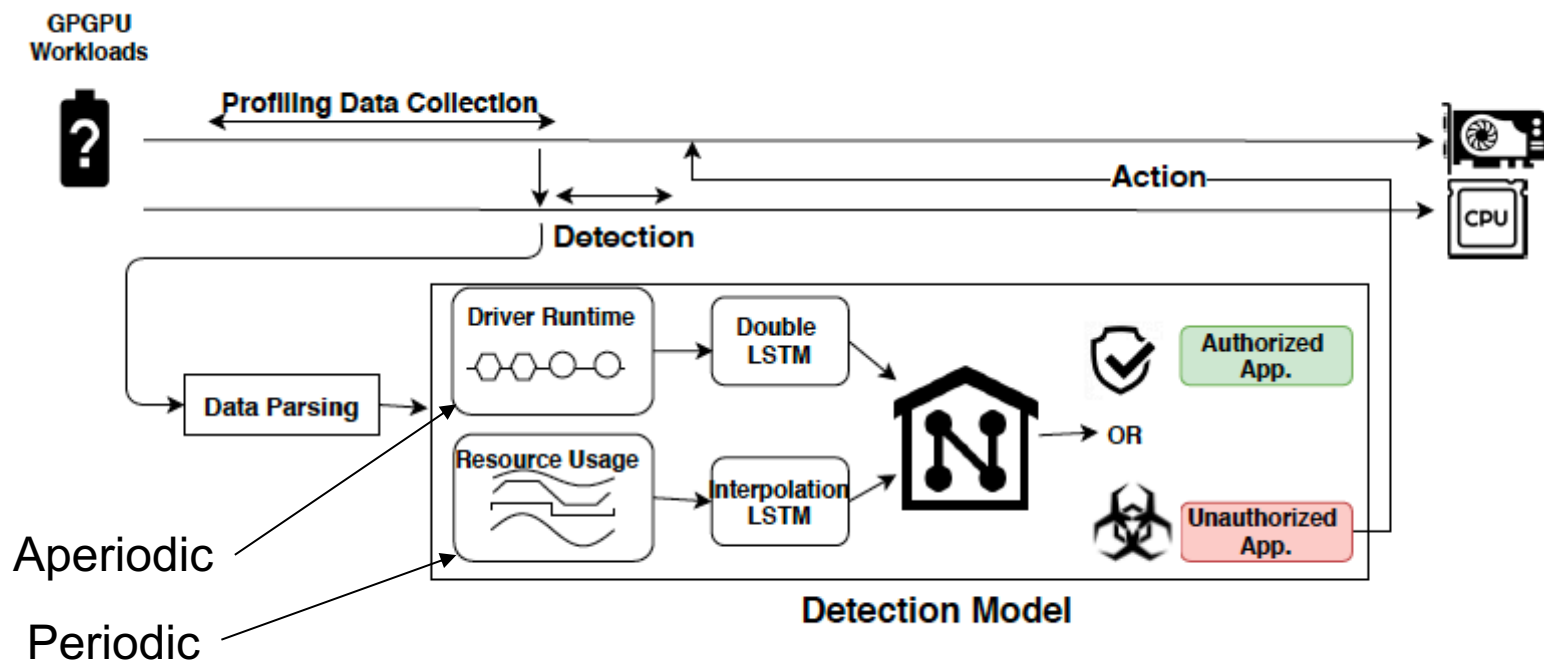 GPGPU
Workloads
?
Profiling Data Collection
Action
CPU
Detection
Driver Runtime
Double
LSTM
Authorized
App.
Data Parsing
OR
Resource Usage
Interpolation
LSTM
Unauthorized
App.
Aperiodic
Periodic
Detection Model